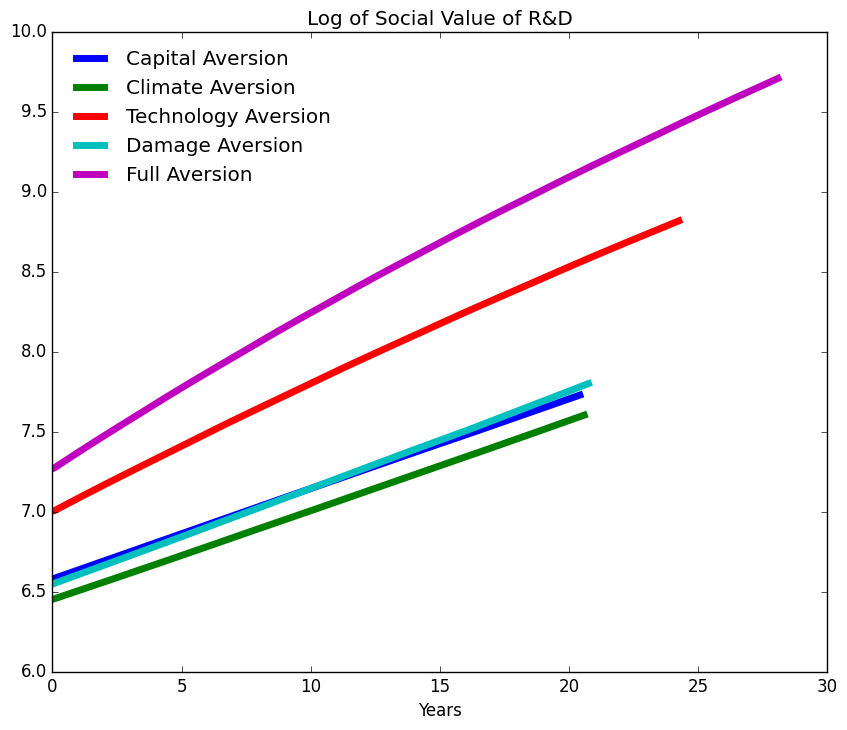 Log of Social Value of R&D
10.0
9.5
9.0
8.5
8.0
7.5
7.0
6.5
6.0
Capital Aversion
Climate Aversion
Technology Aversion
Damage Aversion
Full Aversion
0 5 10 15 20 25 30
Years